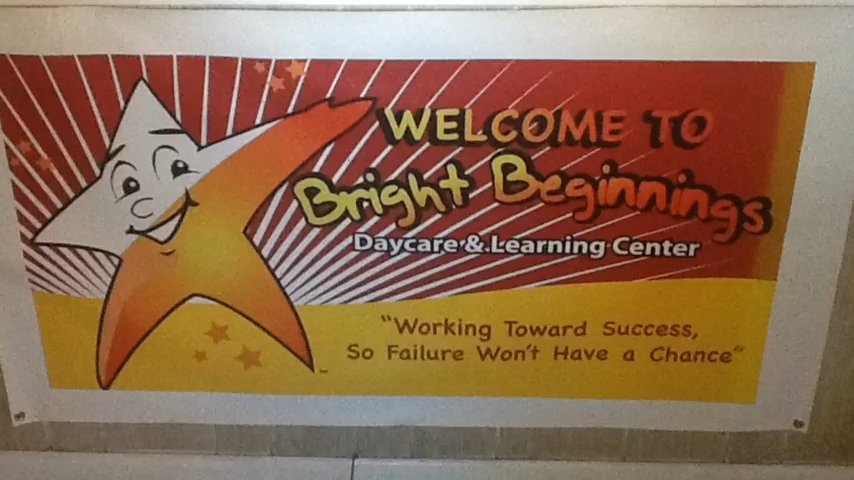 WELCOME TO
Bright Beginnings
Daycare & Learning Center
"Working Toward Success,
So Failure Won't Have a Chance"